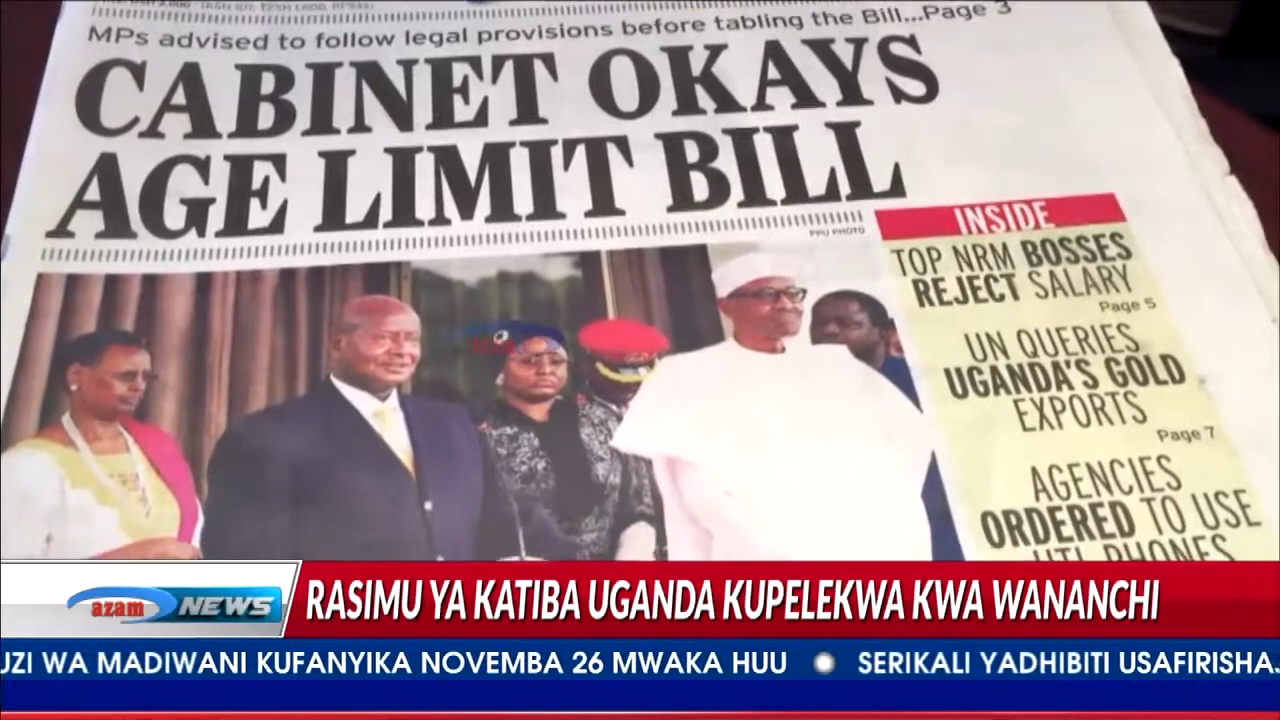 MPs advised to follow legal provisions before tabling the Bill...Page 3
CABINET OKAYS
AGE LIMIT BILL
PPU PHOTO
INSIDE
TOP NRM BOSSES
REJECT SALARY
Page 5
UN QUERIES
UGANDA'S GOLD
EXPORTS
Page 7
AGENCIES
ORDERED TO USE
UTL PHONES
azam NEWS
RASIMU YA KATIBA UGANDA KUPELEKWA KWA WANANCHI
UZI WA MADIWANI KUFANYIKA NOVEMBA 26 MWAKA HUU
SERIKALI YADHIBITI USAFIRISHA